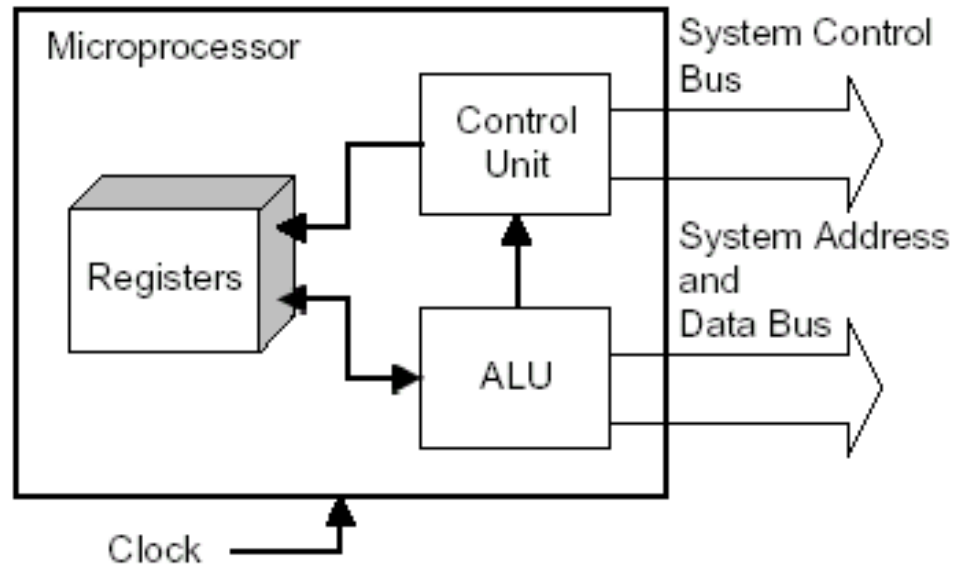 Microprocessor
System Control
Bus
Control
Unit
Registers
System Address
and
Data Bus
ALU
Clock